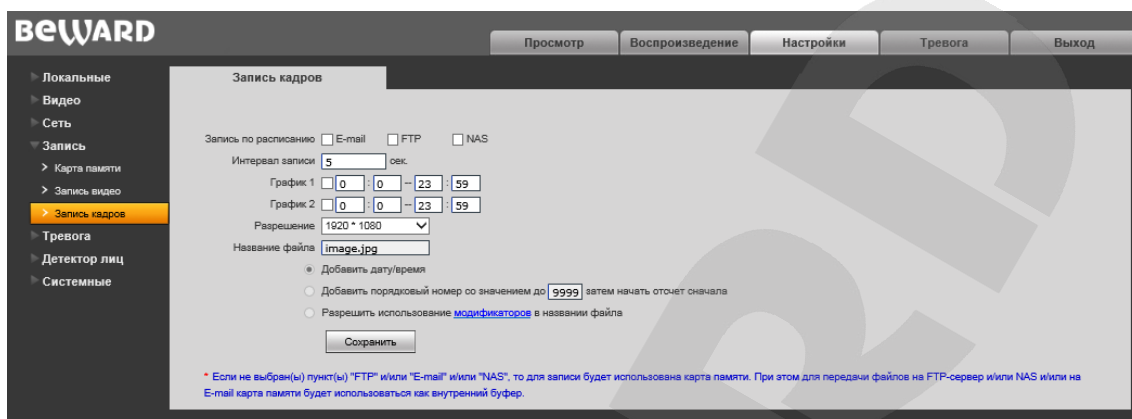 BEWARD
Просмотр Воспроизведение Настройки Тревога Выход
Локальные
Видео
Сеть
Запись
Карта памяти
Запись видео
Запись кадров
Тревога
Детектор лиц
Системные
Запись кадров
Запись по расписанию E-mail FTP NAS
Интервал записи 5 сек.
График 1 0 : 0 -- 23 : 59
График 2 0 : 0 -- 23 : 59
Разрешение 1920 * 1080
Название файла image.jpg
Добавить дату/время
Добавить порядковый номер со значением до 9999 затем начать отсчет сначала
Разрешить использование модификаторов в названии файла
Сохранить
* Если не выбран(ы) пункт(ы) "FTP" и/или "E-mail" и/или "NAS", то для записи будет использована карта памяти. При этом для передачи файлов на FTP-сервер и/или NAS и/или на
E-mail карта памяти будет использоваться как внутренний буфер.